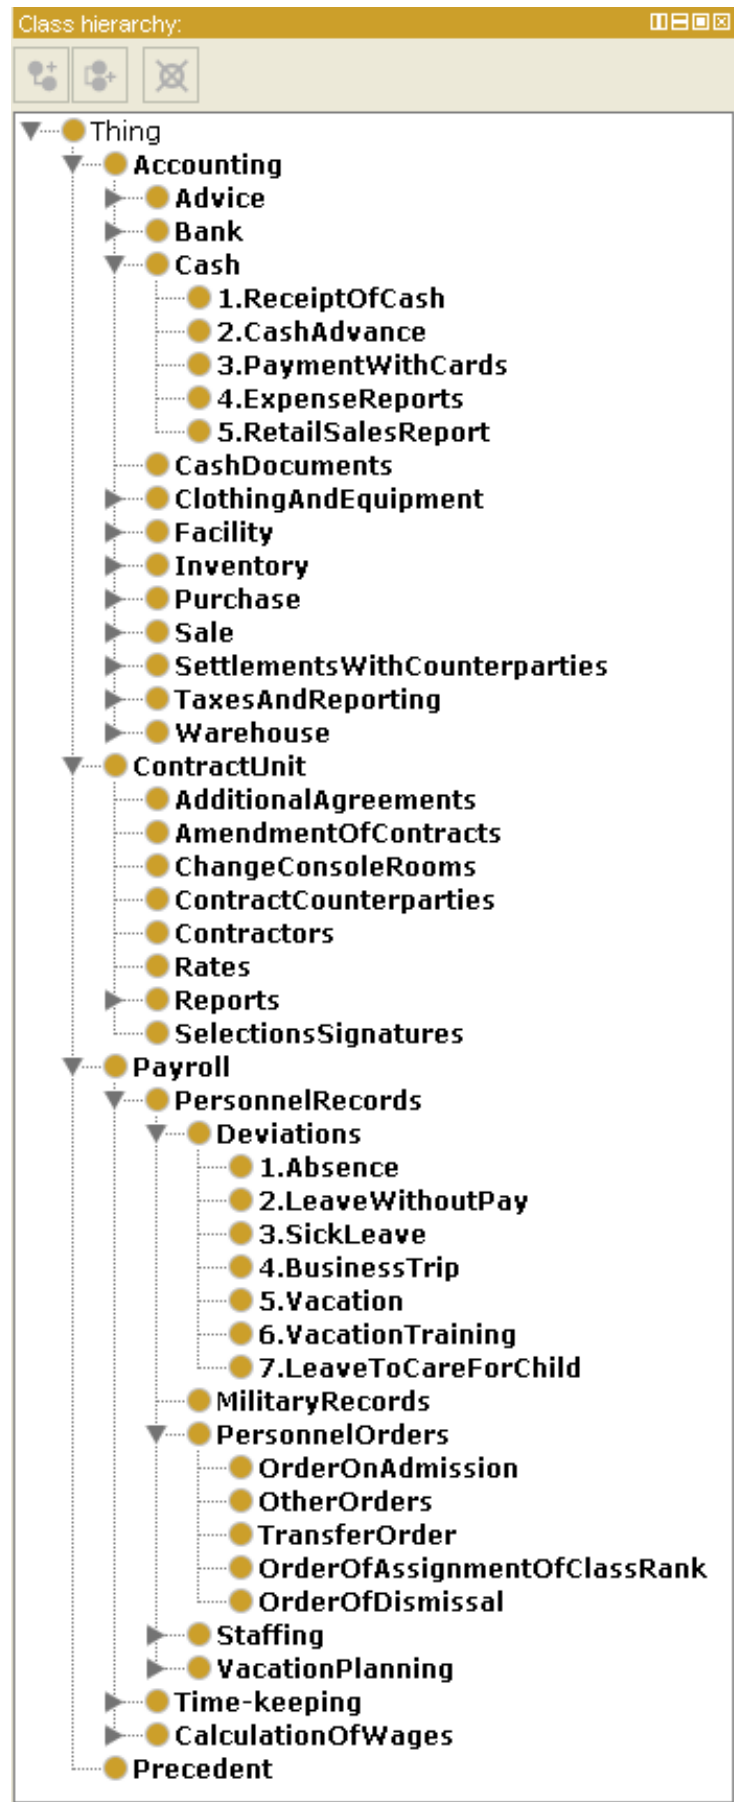 Class hierarchy:
Thing
Accounting
Advice
Bank
Cash
1.ReceiptOfCash
2.CashAdvance
3.PaymentWithCards
4.ExpenseReports
5.RetailSalesReport
CashDocuments
ClothingAndEquipment
Facility
Inventory
Purchase
Sale
SettlementsWithCounterparties
TaxesAndReporting
Warehouse
ContractUnit
AdditionalAgreements
AmendmentOfContracts
ChangeConsoleRooms
ContractCounterparties
Contractors
Rates
Reports
SelectionsSignatures
Payroll
PersonnelRecords
Deviations
1.Absence
2.LeaveWithoutPay
3.SickLeave
4.BusinessTrip
5.Vacation
6.VacationTraining
7.LeaveToCareForChild
MilitaryRecords
PersonnelOrders
OrderOnAdmission
OtherOrders
TransferOrder
OrderOfAssignmentOfClassRank
OrderOfDismissal
Staffing
VacationPlanning
Time-keeping
CalculationOfWages
Precedent